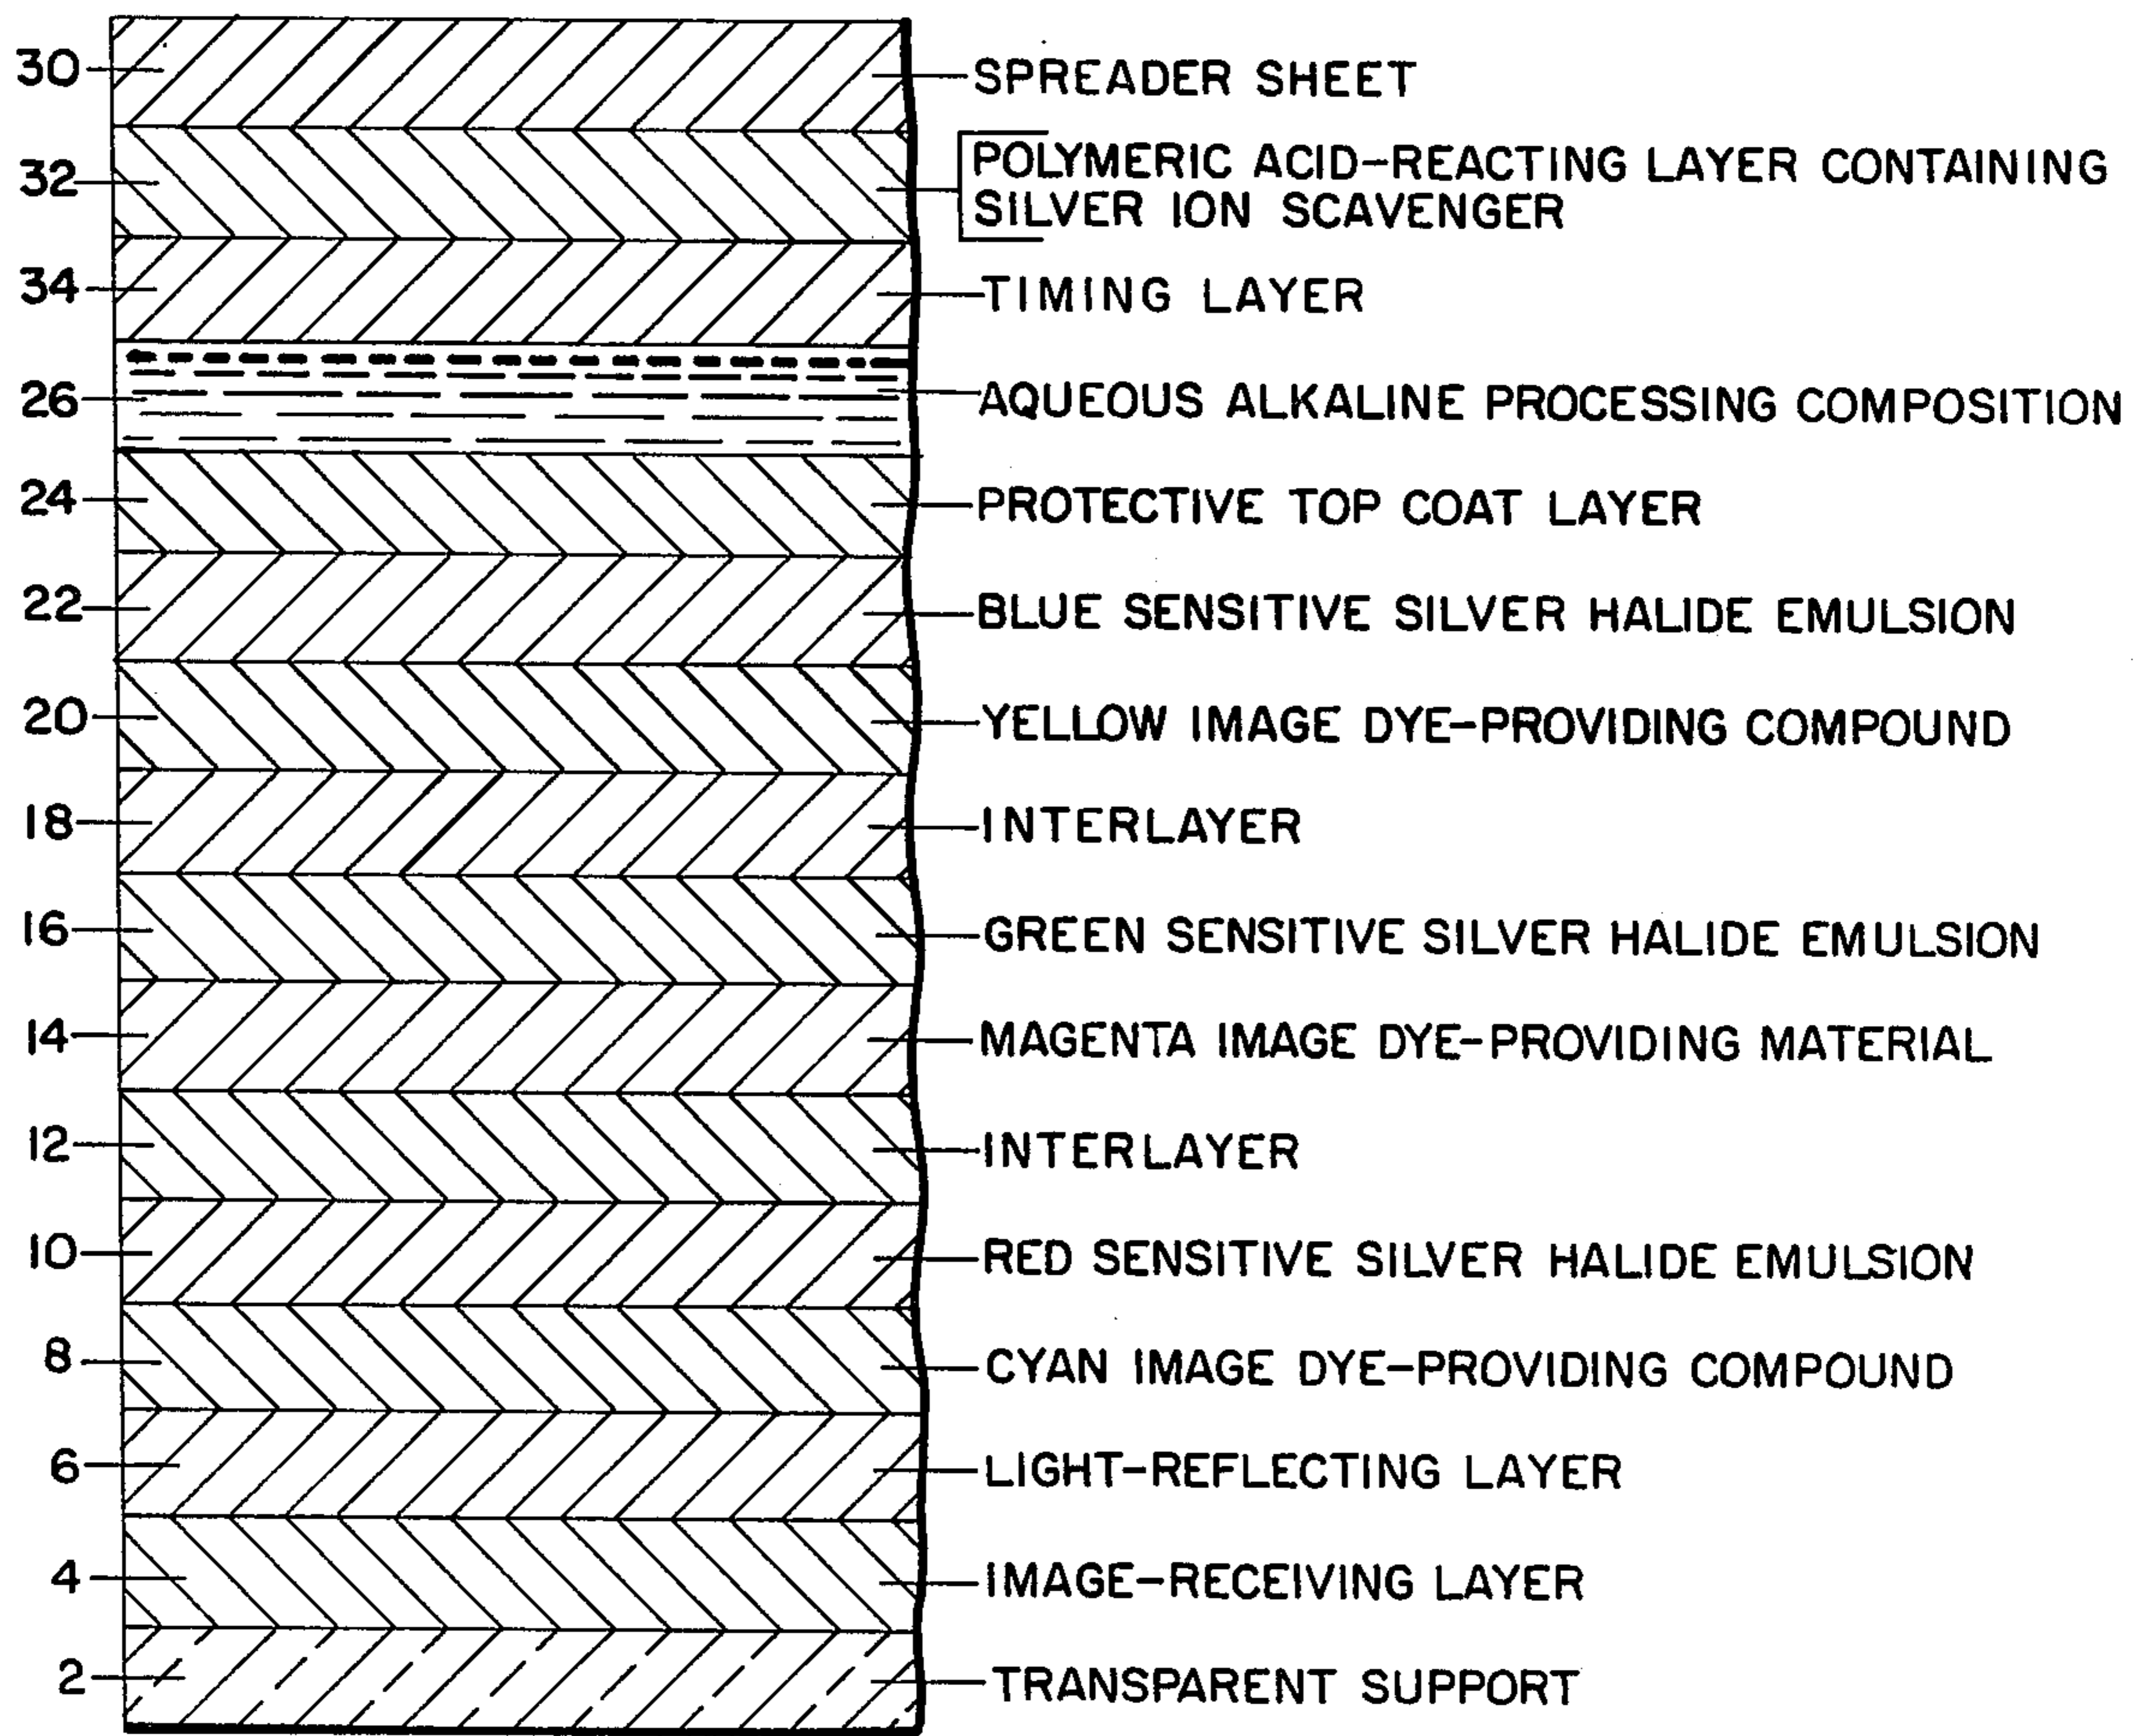 30 SPREADER SHEET
32 POLYMERIC ACID-REACTING LAYER CONTAINING
SILVER ION SCAVENGER
34 TIMING LAYER
26 AQUEOUS ALKALINE PROCESSING COMPOSITION
24 PROTECTIVE TOP COAT LAYER
22 BLUE SENSITIVE SILVER HALIDE EMULSION
20 YELLOW IMAGE DYE-PROVIDING COMPOUND
18 INTERLAYER
16 GREEN SENSITIVE SILVER HALIDE EMULSION
14 MAGENTA IMAGE DYE-PROVIDING MATERIAL
12 INTERLAYER
10 RED SENSITIVE SILVER HALIDE EMULSION
8 CYAN IMAGE DYE-PROVIDING COMPOUND
6 LIGHT-REFLECTING LAYER
4 IMAGE-RECEIVING LAYER
2 TRANSPARENT SUPPORT